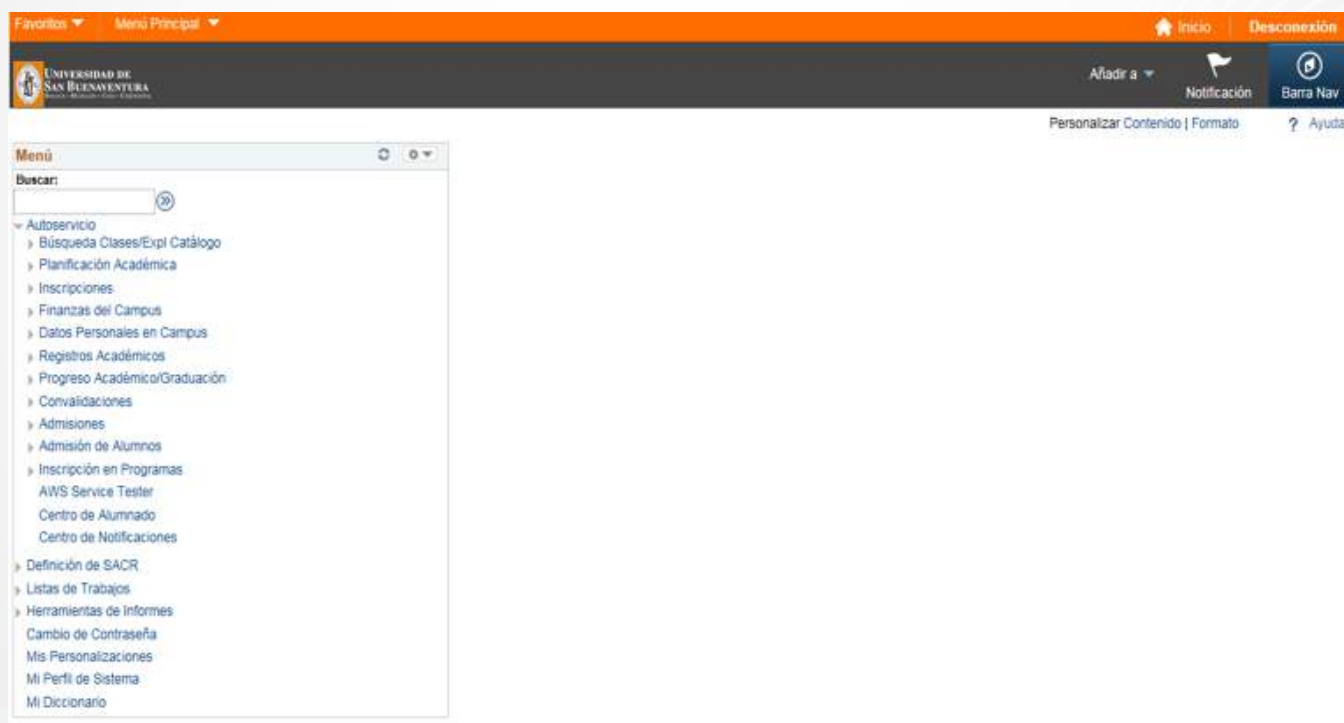 Favoritos Menú Principal Inicio Desconexión
UNIVERSIDAD DE
SAN BUENAVENTURA
Añadir a Notificación Barra Nav
Personalizar Contenido | Formato ? Ayuda
Menú
Buscar:
Autoservicio
Búsqueda Clases/Expl Catálogo
Planificación Académica
Inscripciones
Finanzas del Campus
Datos Personales en Campus
Registros Académicos
Progreso Académico/Graduación
Convalidaciones
Admisiones
Admisión de Alumnos
Inscripción en Programas
AWS Service Tester
Centro de Alumnado
Centro de Notificaciones
Definición de SACR
Listas de Trabajos
Herramientas de Informes
Cambio de Contraseña
Mis Personalizaciones
Mi Perfil de Sistema
Mi Diccionario